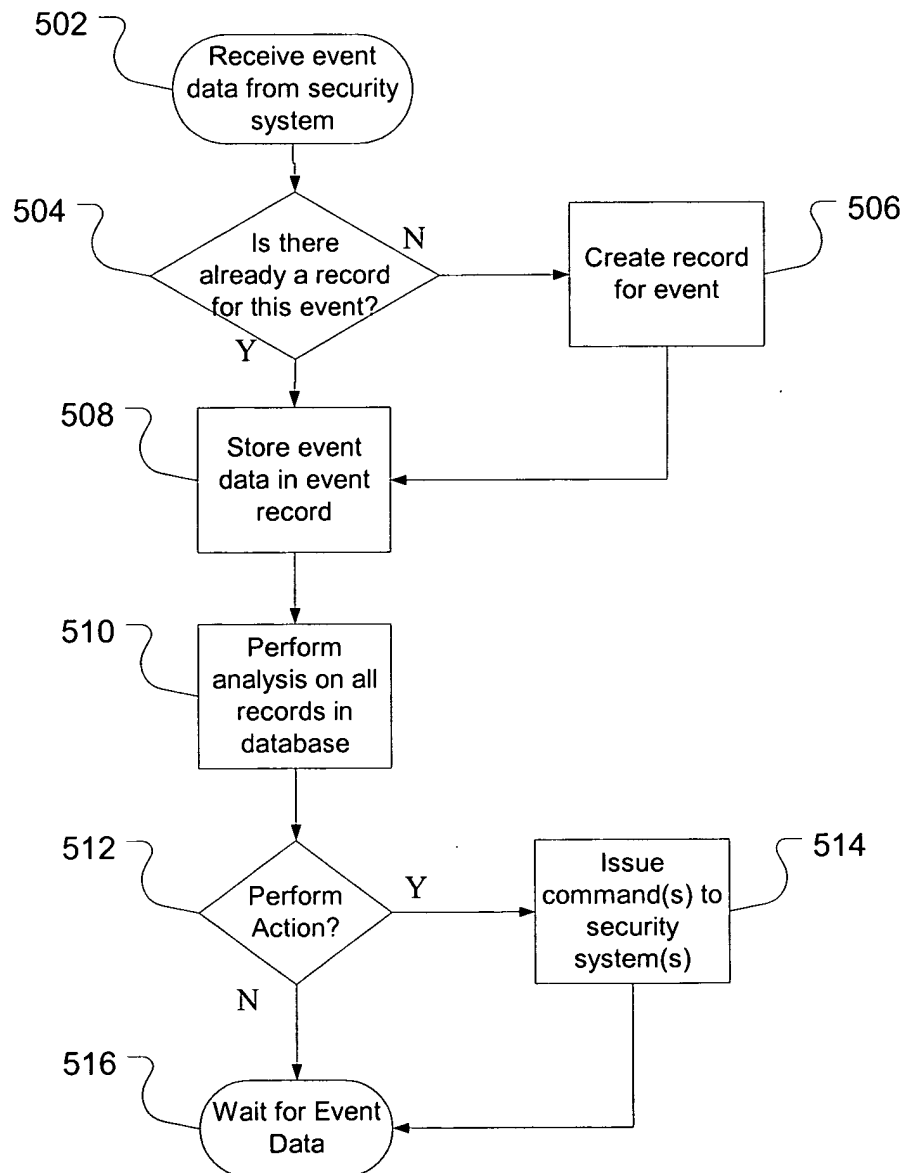 502
Receive event
data from security
system
504
Is there
already a record
for this event?
N
Y
506
Create record
for event
508
Store event
data in event
record
510
Perform
analysis on all
records in
database
512
Perform
Action?
Y
N
514
Issue
command(s) to
security
system(s)
516
Wait for Event
Data